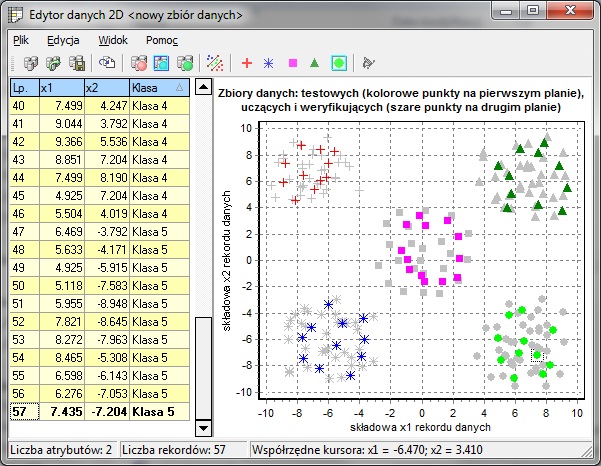 Edytor danych 2D <nowy zbiór danych>
Plik Edycja Widok Pomoc
Lp. x1 x2 Klasa
40 7.499 4.247 Klasa 4
41 9.044 3.792 Klasa 4
42 9.366 5.536 Klasa 4
43 8.851 7.204 Klasa 4
44 7.499 8.190 Klasa 4
45 4.925 7.204 Klasa 4
46 5.504 4.019 Klasa 4
47 6.469 -3.792 Klasa 5
48 5.633 -4.171 Klasa 5
49 4.925 -5.915 Klasa 5
50 5.118 -7.583 Klasa 5
51 5.955 -8.948 Klasa 5
52 7.821 -8.645 Klasa 5
53 8.272 -7.963 Klasa 5
54 8.465 -5.308 Klasa 5
55 6.598 -6.143 Klasa 5
56 6.276 -7.053 Klasa 5
57 7.435 -7.204 Klasa 5
Zbiory danych: testowych (kolorowe punkty na pierwszym planie),
uczących i weryfikujących (szare punkty na drugim planie)
składowa x2 rekordu danych
10
8
6
4
2
0
-2
-4
-6
-8
-10
-10 -8 -6 -4 -2 0 2 4 6 8 10
składowa x1 rekordu danych
Liczba atrybutów: 2 Liczba rekordów: 57 Współrzędne kursora: x1 = -6.470; x2 = 3.410